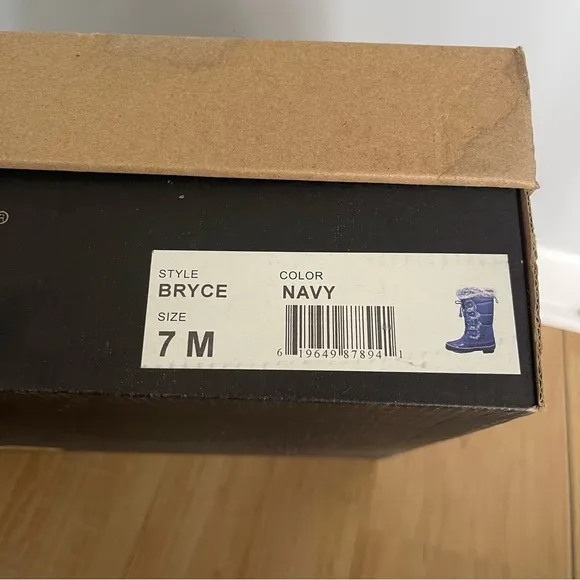 ®
STYLE COLOR
BRYCE NAVY
SIZE
7 M
6 19649 87894 1